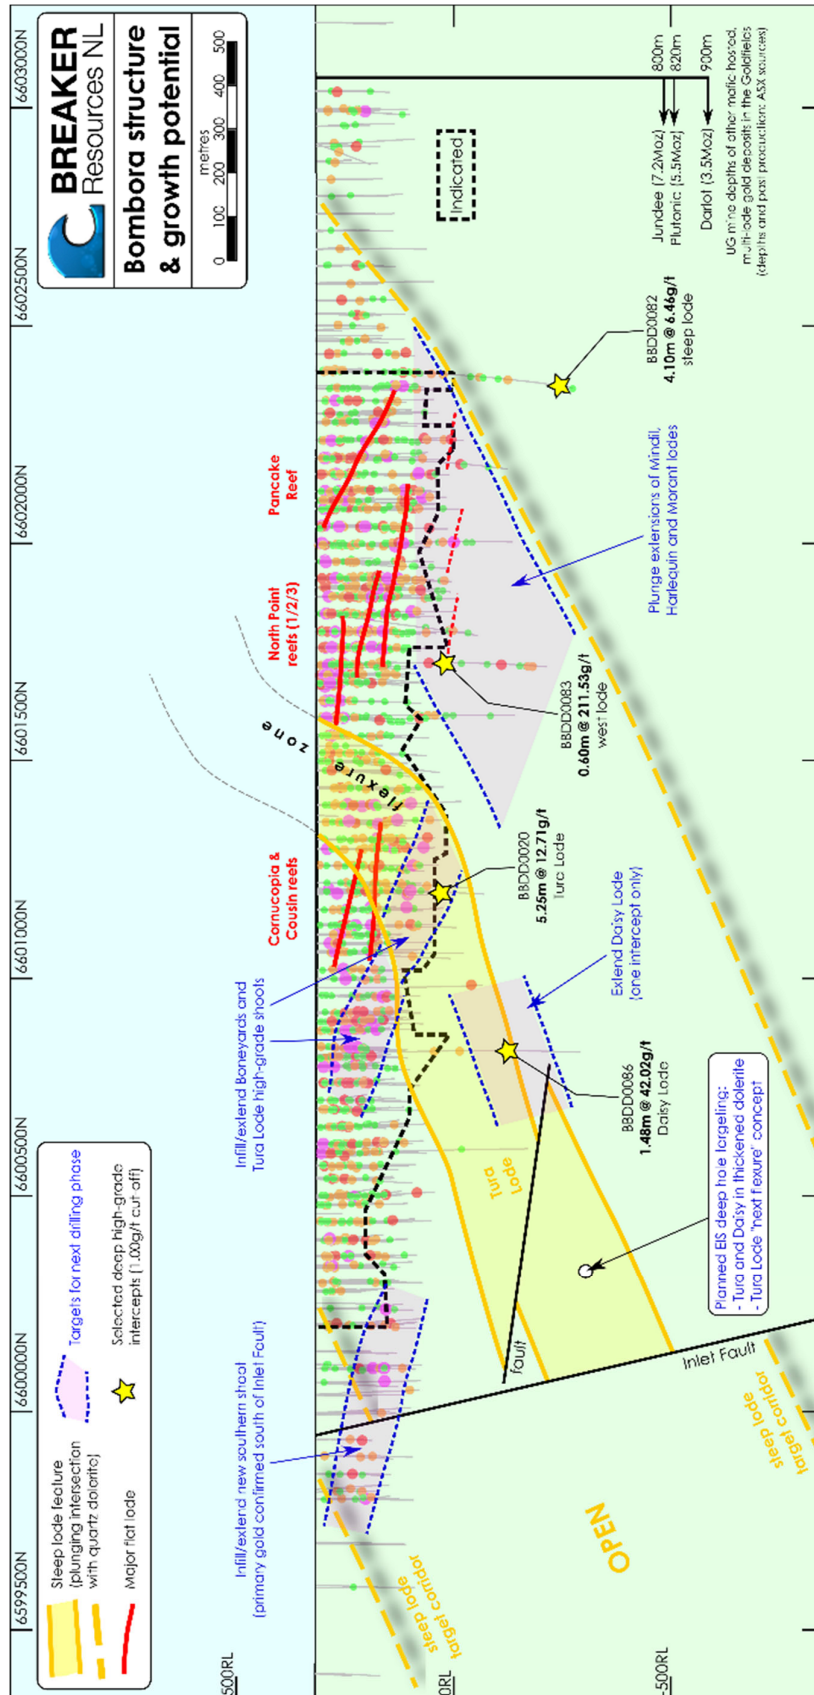 BREAKER
Resources NL
Bombora structure
& growth potential
metres
0 100 200 300 400 500
6599500N
6600000N
6600500N
6601000N
6601500N
6602000N
6602500N
6603000N
Steep lode feature
(plunging intersection
with quartz dolerite)
Major flat lode
Targets for next drilling phase
Selected deep high-grade
intercepts (1.00g/t cut off)
Infill/extend new southern shoot
(primary gold confirmed south of Inlet Fault)
Infill/extend Boneyards and
Tura Lode high-grade shoots
Cornucopia &
Cousin reefs
flexure
zone
North Point
reefs (1/2/3)
Pancake
Reef
Indicated
800m
820m
900m
Jundee (7.2Moz)
Plutonic (5.5Moz)
Darlot (3.5Moz)
UG mine depths of other mafic hosted,
multi-lode gold deposits in the Goldfields
(depths and past production: ASX sources)
BBDD0082
4.10m @ 6.46g/t
steep lode
Plunge extensions of Mindil,
Harlequin and Morant lodes
BBDD0083
0.60m @ 211.53g/t
west lode
BBDD0020
5.25m @ 12.71g/t
Tura Lode
Extend Daisy Lode
(one intercept only)
BBDD0086
1.48m @ 42.02g/t
Daisy Lode
Tura
Lode
fault
Inlet Fault
Planned EIS deep hole targeting:
- Tura and Daisy in thickened dolerite
- Tura Lode "next flexure" concept
steep lode
target corridor
steep lode
target corridor
OPEN
-500RL